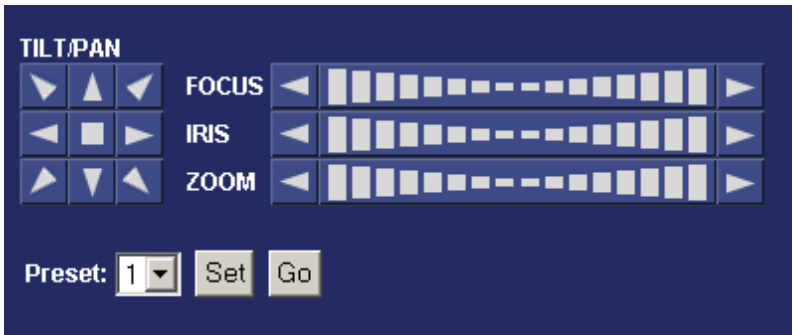 TILT/PAN
FOCUS
IRIS
ZOOM
Preset: 1 Set Go